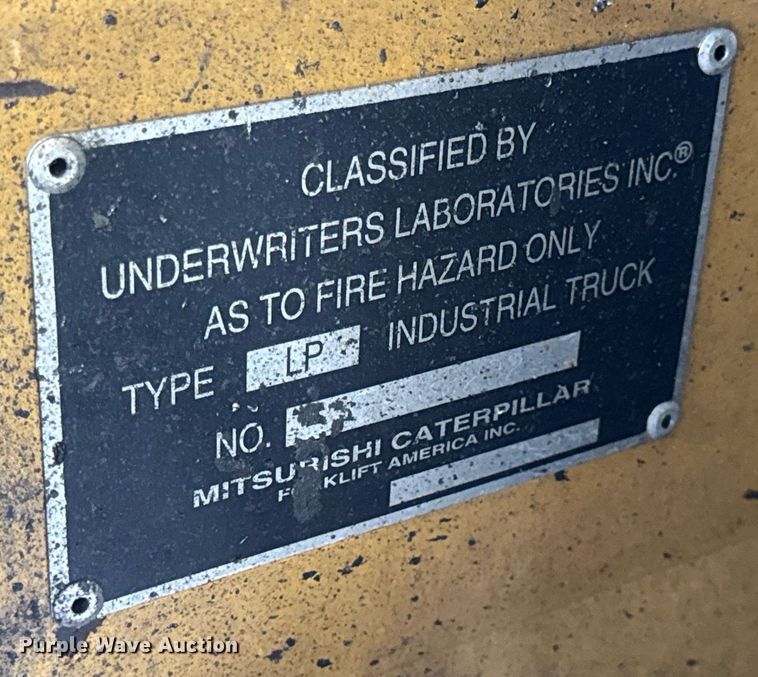 CLASSIFIED BY
UNDERWRITERS LABORATORIES INC.®
AS TO FIRE HAZARD ONLY
TYPE LP INDUSTRIAL TRUCK
NO.
MITSUBISHI CATERPILLAR
FORKLIFT AMERICA INC.
Purple Wave Auction